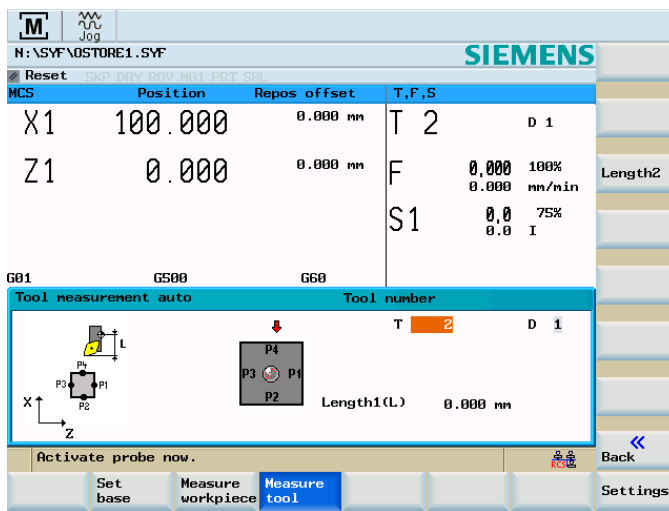 M
Jog
N:\SYF\OSTORE1.SYF
SIEMENS
Reset SKP DRY ROV M01 PRT SBL
MCS Position Repos offset T,F,S
X1 100.000 0.000 mm T 2 D 1
Z1 0.000 0.000 mm F 0.000 100%
0.000 mm/min
Length2
S1 0.0 75%
0.0 I
G01 G500 G60
Tool measurement auto Tool number
T 2 D 1
L
P4
P3 P1
P2
X
Z
P4
P3 P1
P2
Length1(L) 0.000 mm
Activate probe now.
RCS
Back
Set base
Measure workpiece
Measure tool
Settings